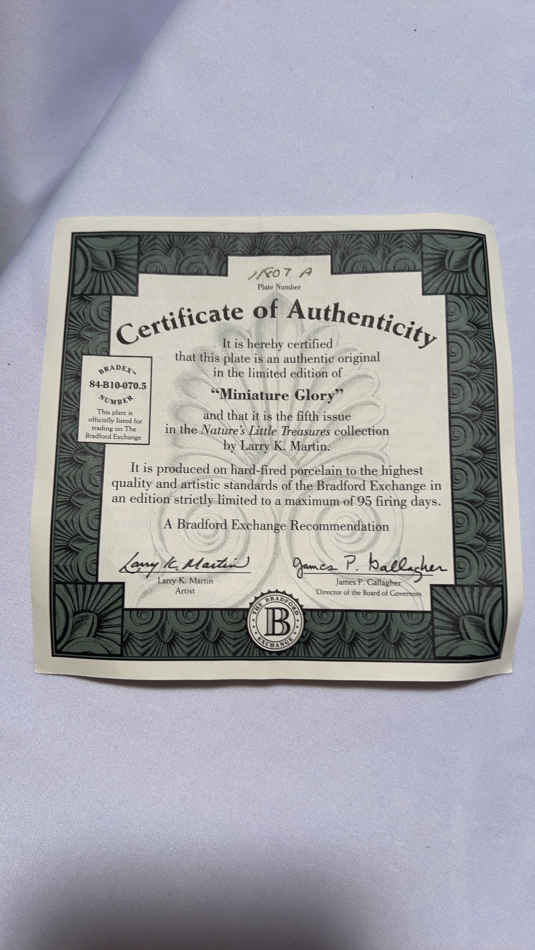 1807 A
Plate Number
Certificate of Authenticity
It is hereby certified
that this plate is an authentic original
in the limited edition of
“Miniature Glory”
and that it is the fifth issue
in the Nature's Little Treasures collection
by Larry K. Martin.
BRADEX™
84-B10-070.5
NUMBER
This plate is
officially listed for
trading on The
Bradford Exchange
It is produced on hard-fired porcelain to the highest
quality and artistic standards of the Bradford Exchange in
an edition strictly limited to a maximum of 95 firing days.
A Bradford Exchange Recommendation
Larry K. Martin
Larry K. Martin
Artist
James P. Gallagher
James P. Gallagher
Director of the Board of Governors
THE BRADFORD
B
EXCHANGE